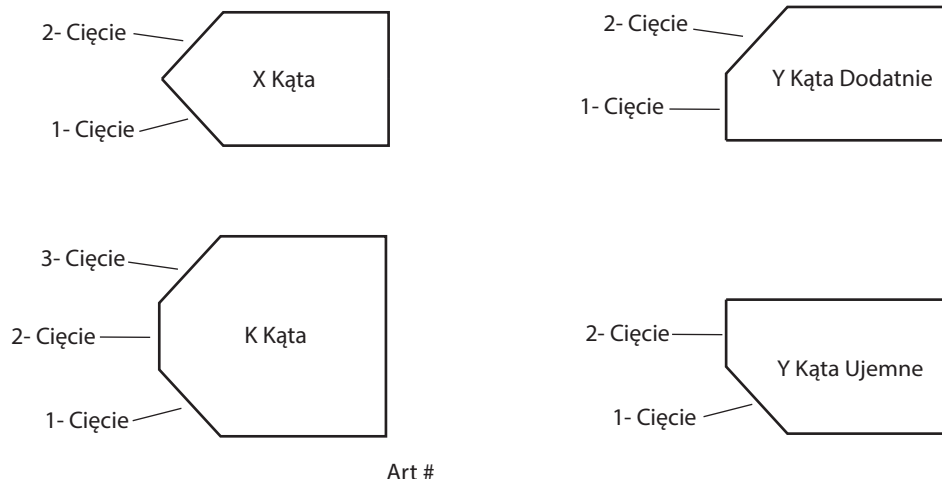 2- Cięcie
X Kąta
1- Cięcie
2- Cięcie
Y Kąta Dodatnie
1- Cięcie
3- Cięcie
2- Cięcie
K Kąta
1- Cięcie
2- Cięcie
Y Kąta Ujemne
1- Cięcie
Art #